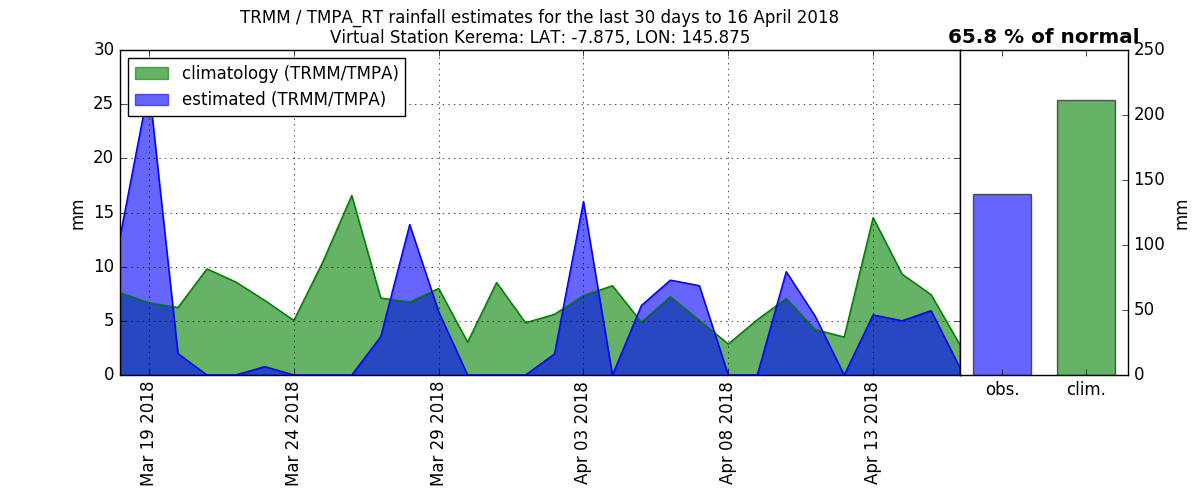 TRMM / TMPA_RT rainfall estimates for the last 30 days to 16 April 2018
Virtual Station Kerema: LAT: -7.875, LON: 145.875
65.8 % of normal
climatology (TRMM/TMPA)
estimated (TRMM/TMPA)
mm
30
25
20
15
10
5
0
Mar 19 2018
Mar 24 2018
Mar 29 2018
Apr 03 2018
Apr 08 2018
Apr 13 2018
obs.
clim.
250
200
150
100
50
0
mm